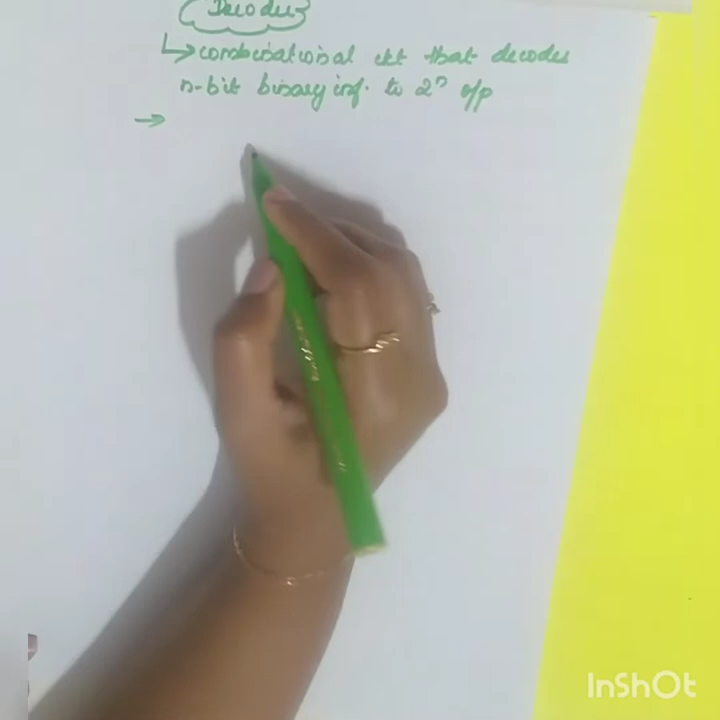 Decoder
↳ combinational ckt that decodes
n-bit binary inf. to 2ⁿ o/p
→
InShOt